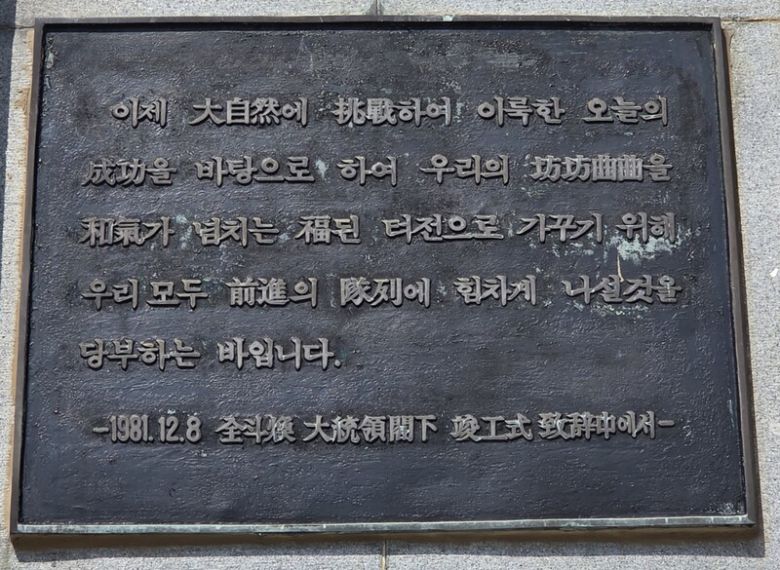 이제 大自然에 挑戰하여 이룩한 오늘의
成功을 바탕으로 하여 우리의 坊坊曲曲을
和氣가 넘치는 福된 터전으로 가꾸기 위해
우리 모두 前進의 隊列에 힘차게 나설것을
당부하는 바입니다.
-1981.12.8 全斗煥 大統領閣下 竣工式 致辭中에서-